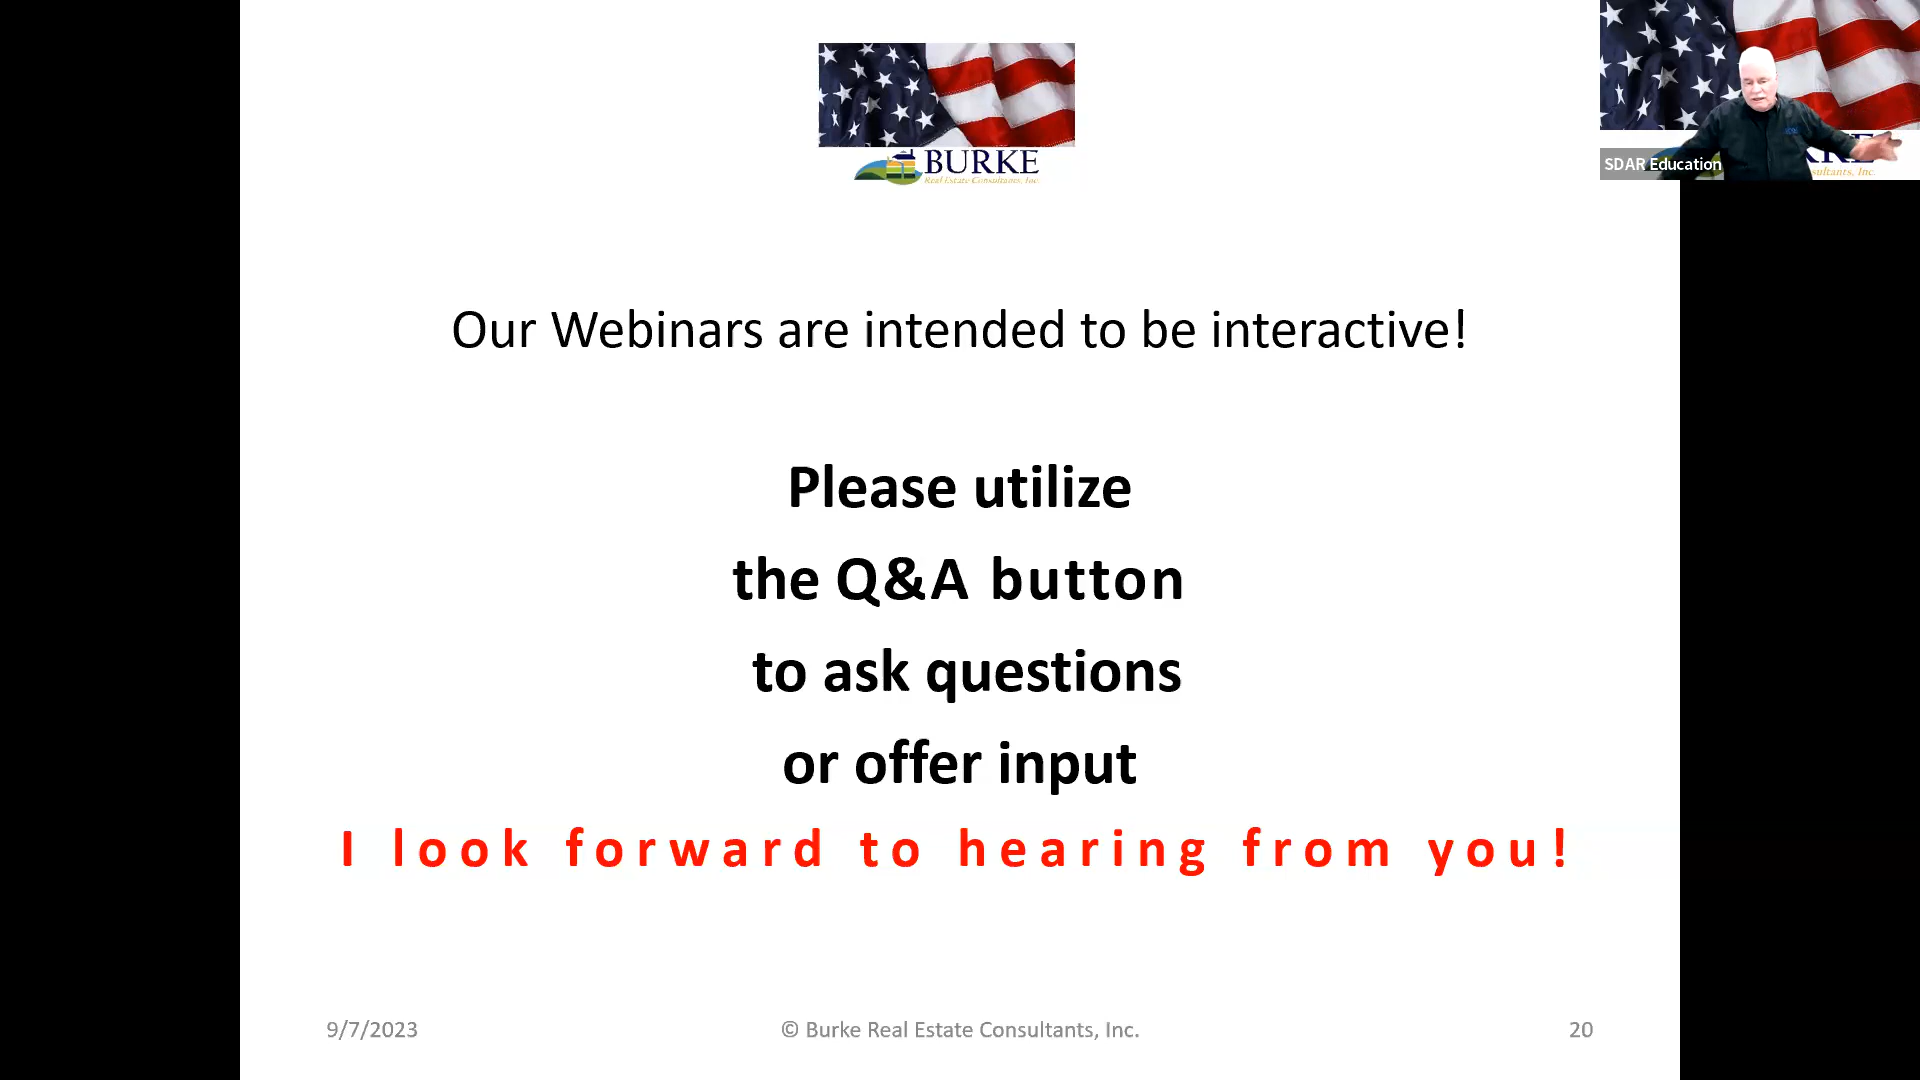 BURKE
Real Estate Consultants, Inc.
SDAR Education
Our Webinars are intended to be interactive!
Please utilize
the Q&A button
to ask questions
or offer input
I look forward to hearing from you!
9/7/2023
© Burke Real Estate Consultants, Inc.
20